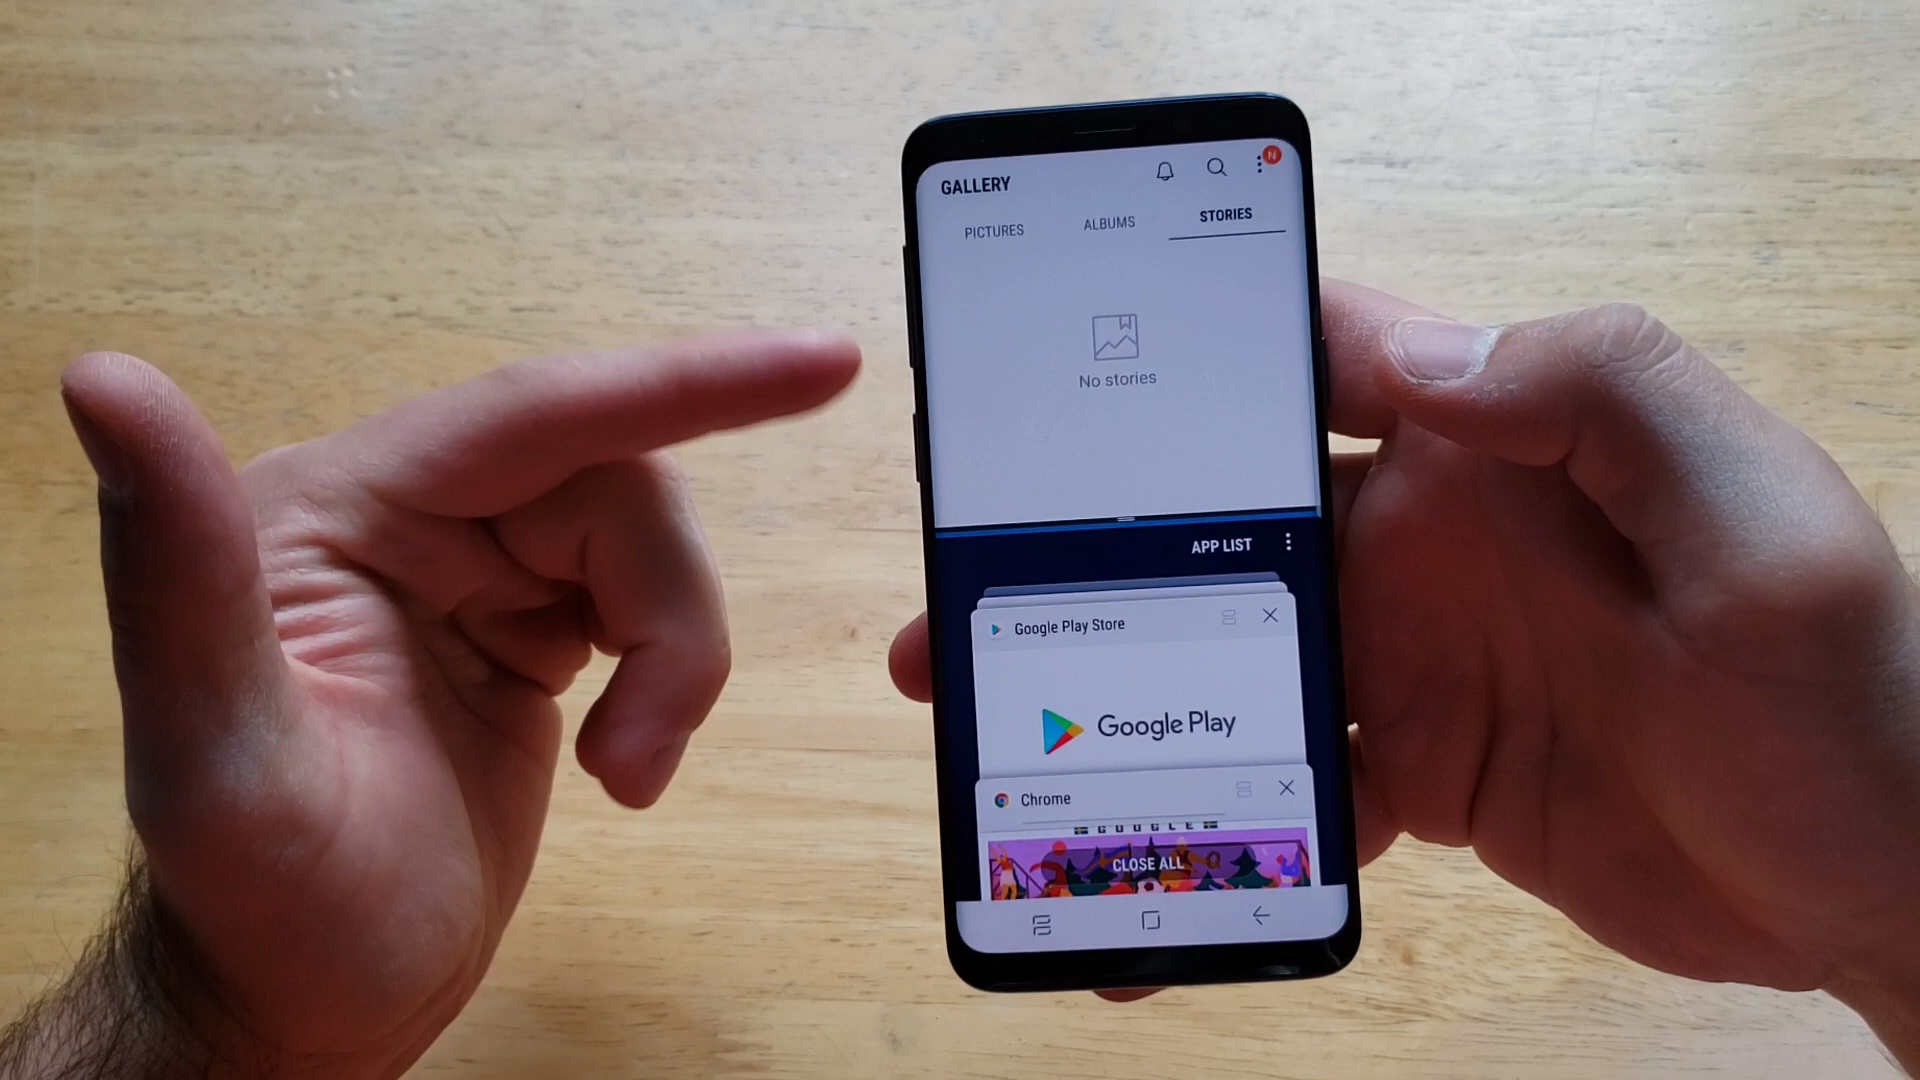 GALLERY
N
PICTURES ALBUMS STORIES
No stories
APP LIST
Google Play Store
Google Play
Chrome
GOOGLE
CLOSE ALL